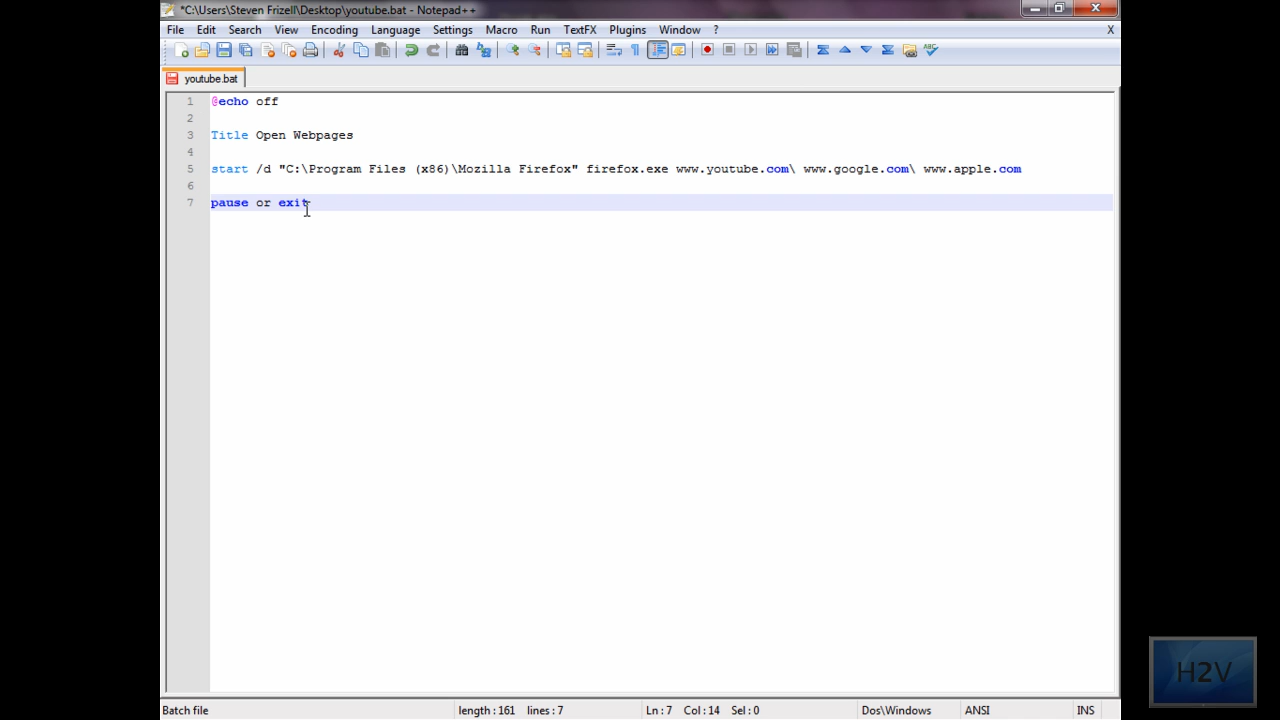 *C:\Users\Steven Frizell\Desktop\youtube.bat - Notepad++
File Edit Search View Encoding Language Settings Macro Run TextFX Plugins Window ? X
youtube.bat
1 @echo off
2
3 Title Open Webpages
4
5 start /d "C:\Program Files (x86)\Mozilla Firefox" firefox.exe www.youtube.com\ www.google.com\ www.apple.com
6
7 pause or exit
H2V
Batch file length : 161 lines : 7 Ln : 7 Col : 14 Sel : 0 Dos\Windows ANSI INS